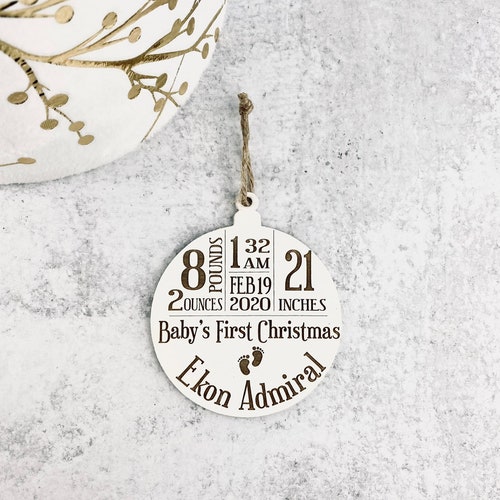 8 POUNDS
2 OUNCES
1 32 AM
FEB 19
2020
21
INCHES
Baby's First Christmas
Ekon Admiral